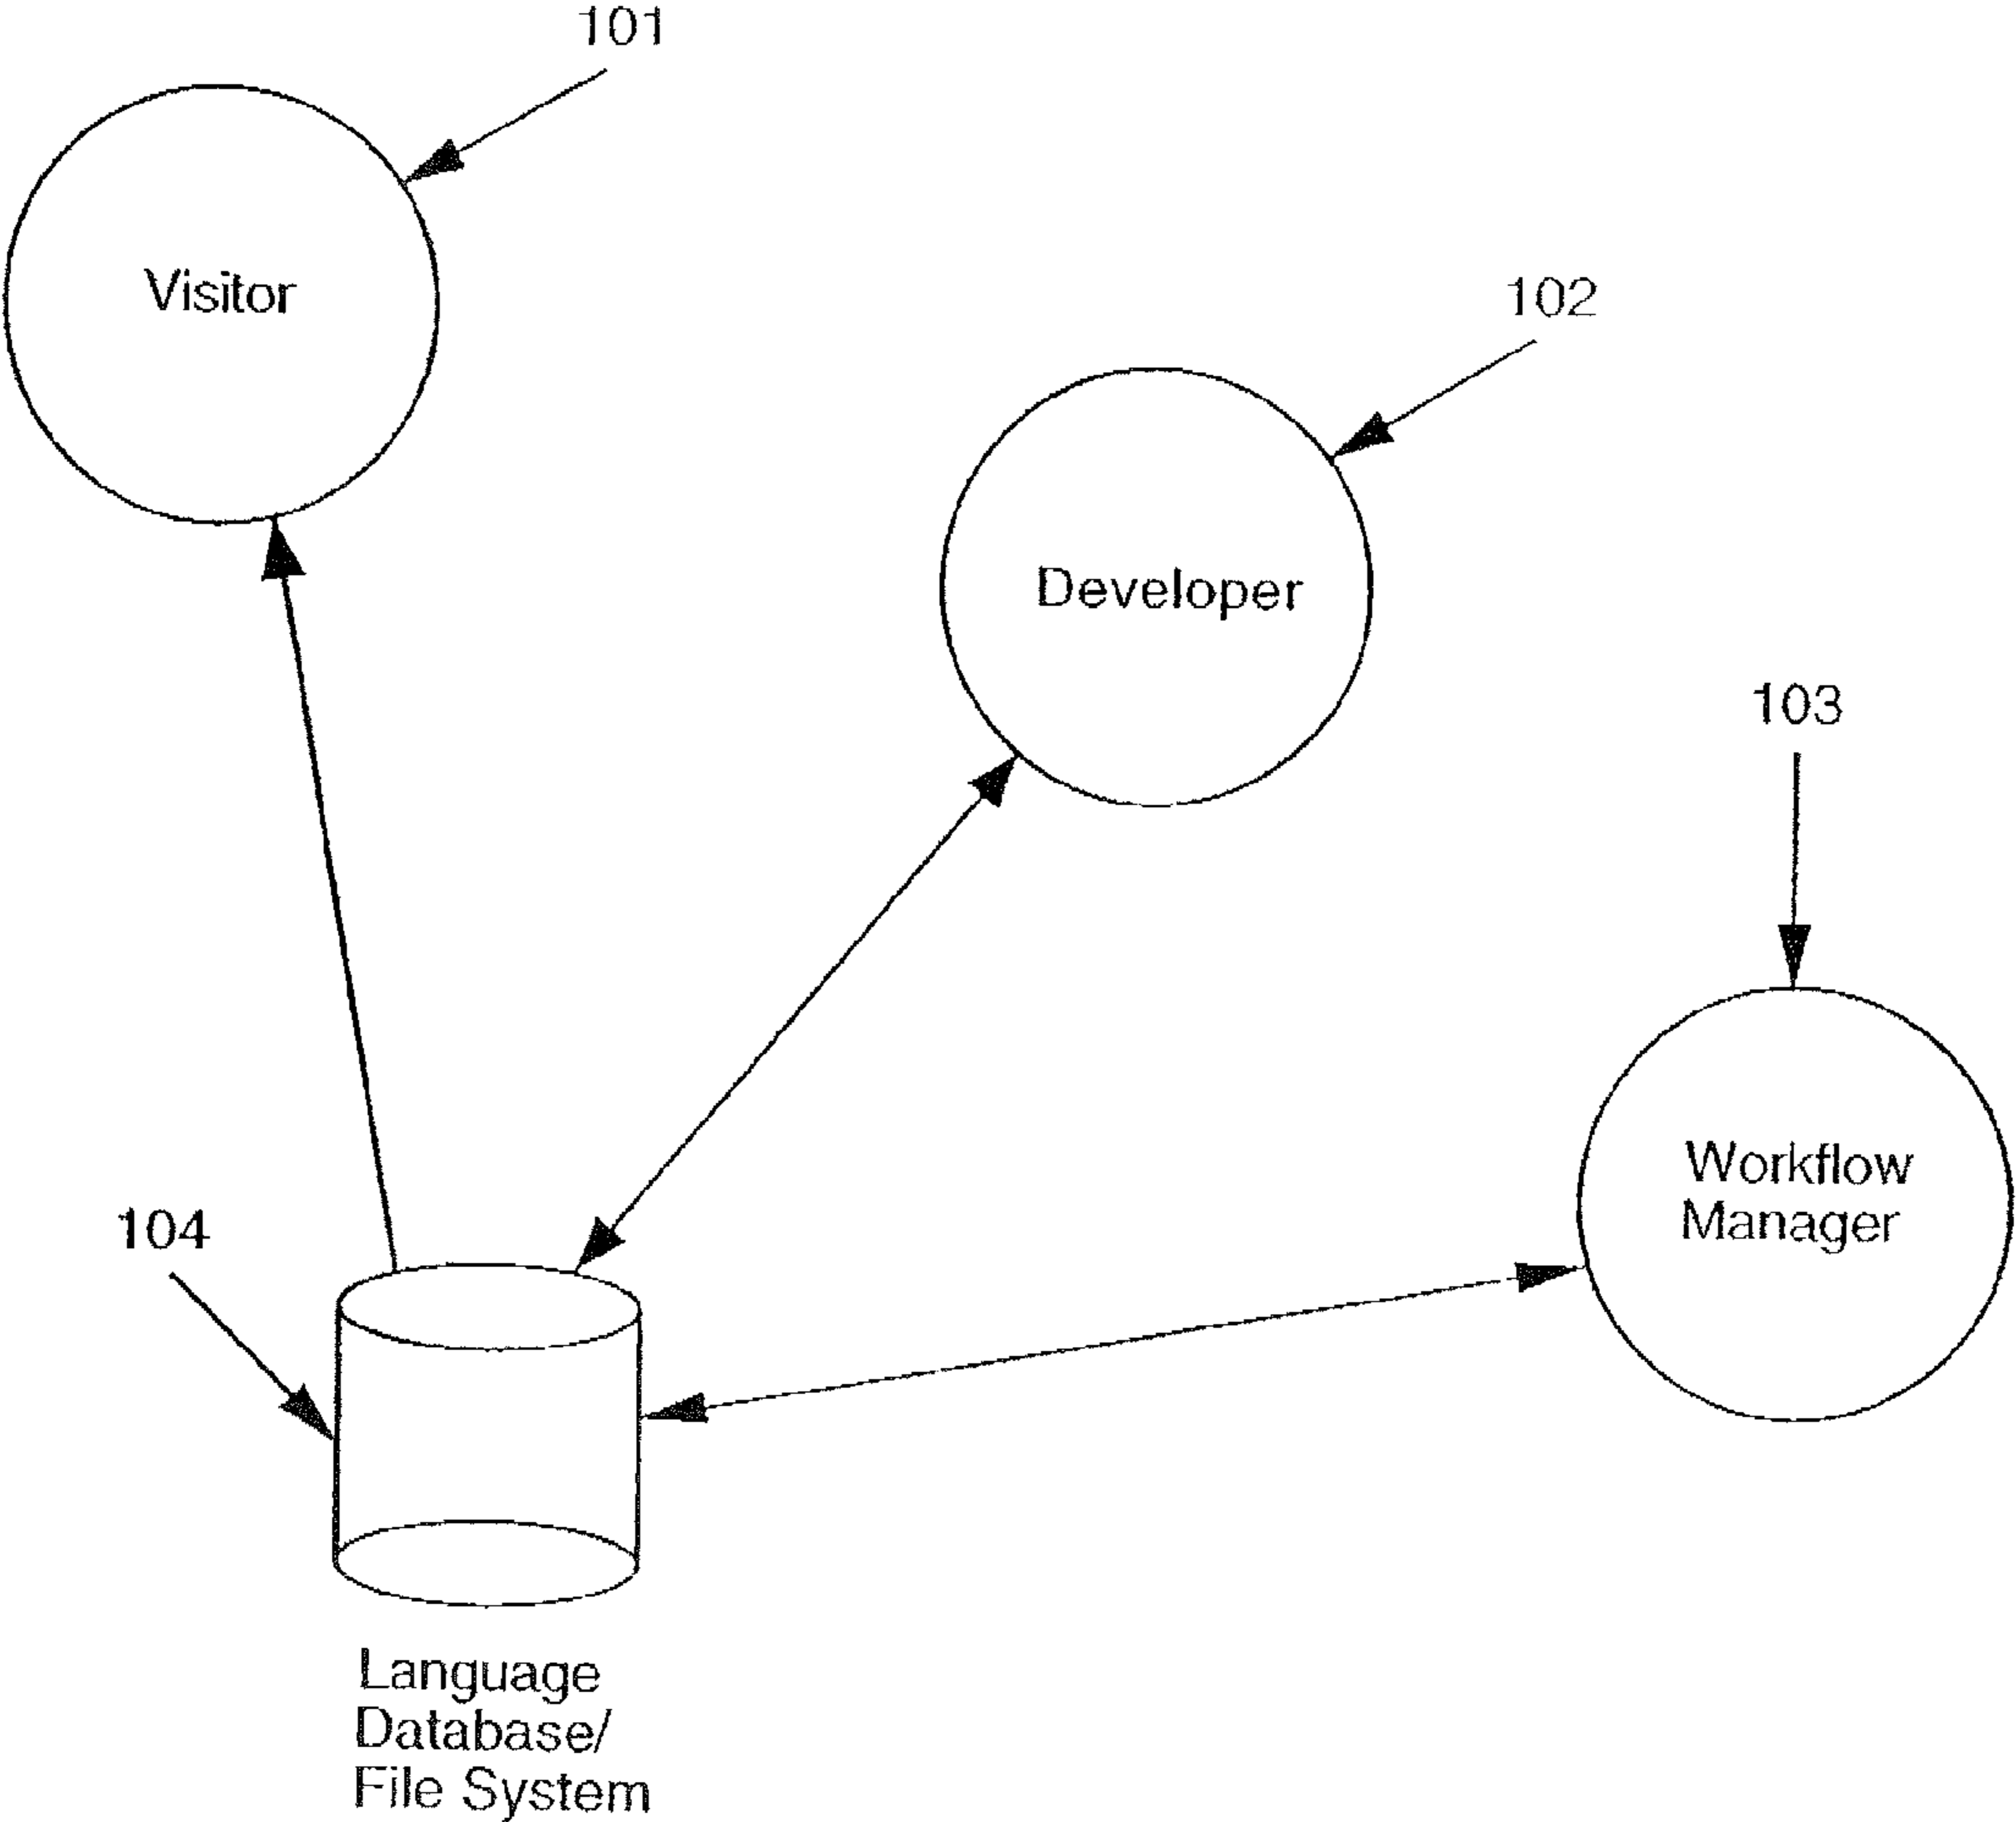 101
Visitor
102
Developer
103
Workflow
Manager
104
Language
Database/
File System